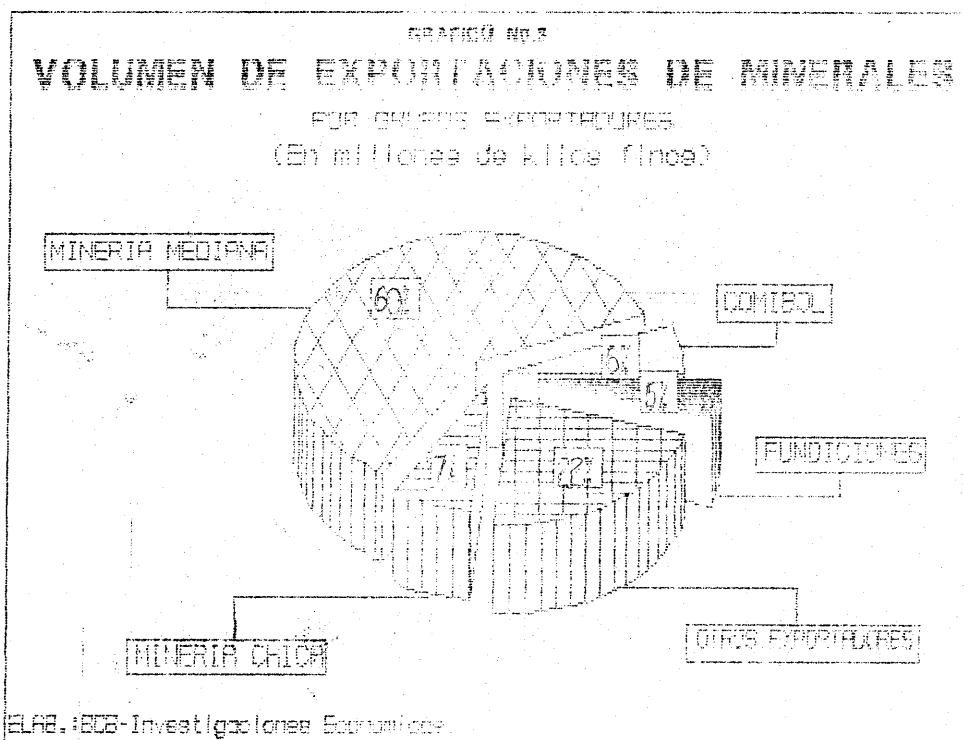 GRAFICO No.3
VOLUMEN DE EXPORTACIONES DE MINERALES
POR GRUPOS EXPORTADORES
(En millones de kilos finos)
MINERIA MEDIANA
60%
COMIBOL
6%
5%
FUNDICIONES
7%
22%
OTROS EXPORTADORES
MINERIA CHICA
ELAB.:BCB-Investigaciones Economicas